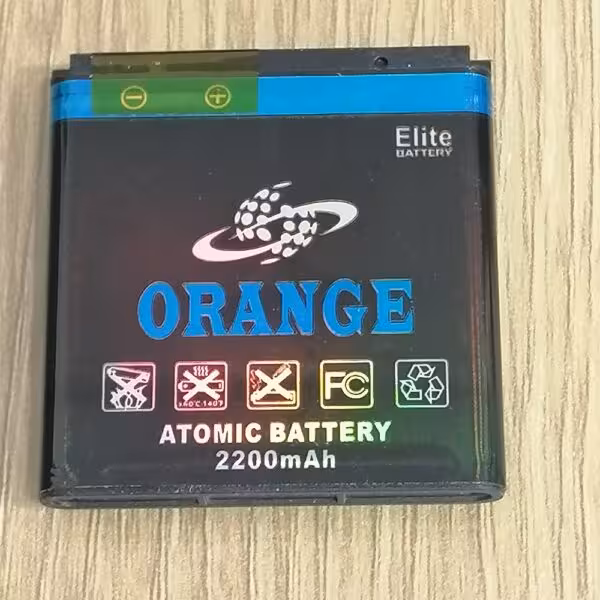 Elite
BATTERY
ORANGE
FC
ATOMIC BATTERY
2200mAh